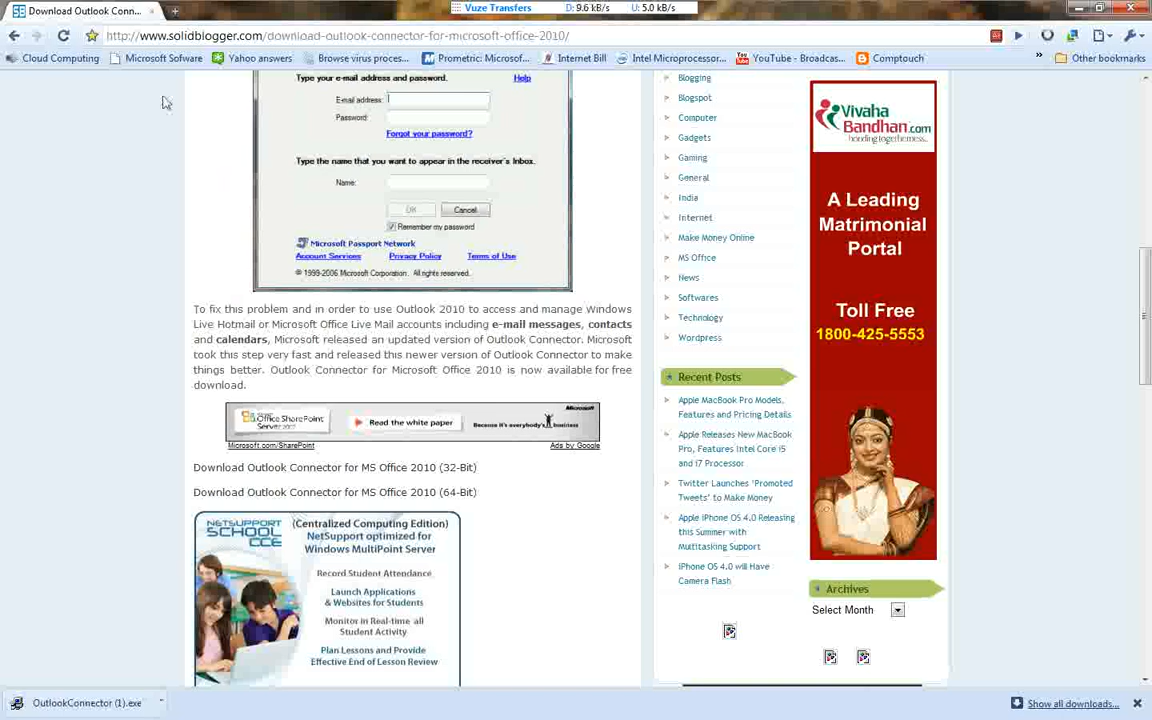 Vuze Transfers D: 9.6 kB/s U: 5.0 kB/s
Download Outlook Conn...
http://www.solidblogger.com/download-outlook-connector-for-microsoft-office-2010/
Cloud Computing Microsoft Sofware Yahoo answers Browse virus proce... Prometric: Microsof... Internet Bill Intel Microprocessor... YouTube - Broadcas... Comptouch » Other bookmarks
Type your e-mail address and password. Help
E-mail address:
Password:
Forgot your password?
Type the name that you want to appear in the receiver's Inbox.
Name:
OK Cancel
Remember my password
Microsoft Passport Network
Account Services Privacy Policy Terms of Use
© 1999-2006 Microsoft Corporation. All rights reserved.
To fix this problem and in order to use Outlook 2010 to access and manage Windows
Live Hotmail or Microsoft Office Live Mail accounts including e-mail messages, contacts
and calendars, Microsoft released an updated version of Outlook Connector. Microsoft
took this step very fast and released this newer version of Outlook Connector to make
things better. Outlook Connector for Microsoft Office 2010 is now available for free
download.
Microsoft
Office SharePoint
Server 2007
Read the white paper
Because it's everybody's business
Microsoft.com/SharePoint Ads by Google
Download Outlook Connector for MS Office 2010 (32-Bit)
Download Outlook Connector for MS Office 2010 (64-Bit)
NETSUPPORT
SCHOOL
CCE
(Centralized Computing Edition)
NetSupport optimized for
Windows MultiPoint Server
Record Student Attendance
Launch Applications
& Websites for Students
Monitor in Real-time all
Student Activity
Plan Lessons and Provide
Effective End of Lesson Review
Blogging
Blogspot
Computer
Gadgets
Gaming
General
India
Internet
Make Money Online
MS Office
News
Softwares
Technology
Wordpress
Recent Posts
Apple MacBook Pro Models,
Features and Pricing Details
Apple Releases New MacBook
Pro, Features Intel Core i5
and i7 Processor
Twitter Launches 'Promoted
Tweets' to Make Money
Apple iPhone OS 4.0 Releasing
this Summer with
Multitasking Support
iPhone OS 4.0 will Have
Camera Flash
Vivaha
Bandhan.com
bonding togetherness..
A Leading
Matrimonial
Portal
Toll Free
1800-425-5553
Archives
Select Month
OutlookConnector (1).exe
Show all downloads...